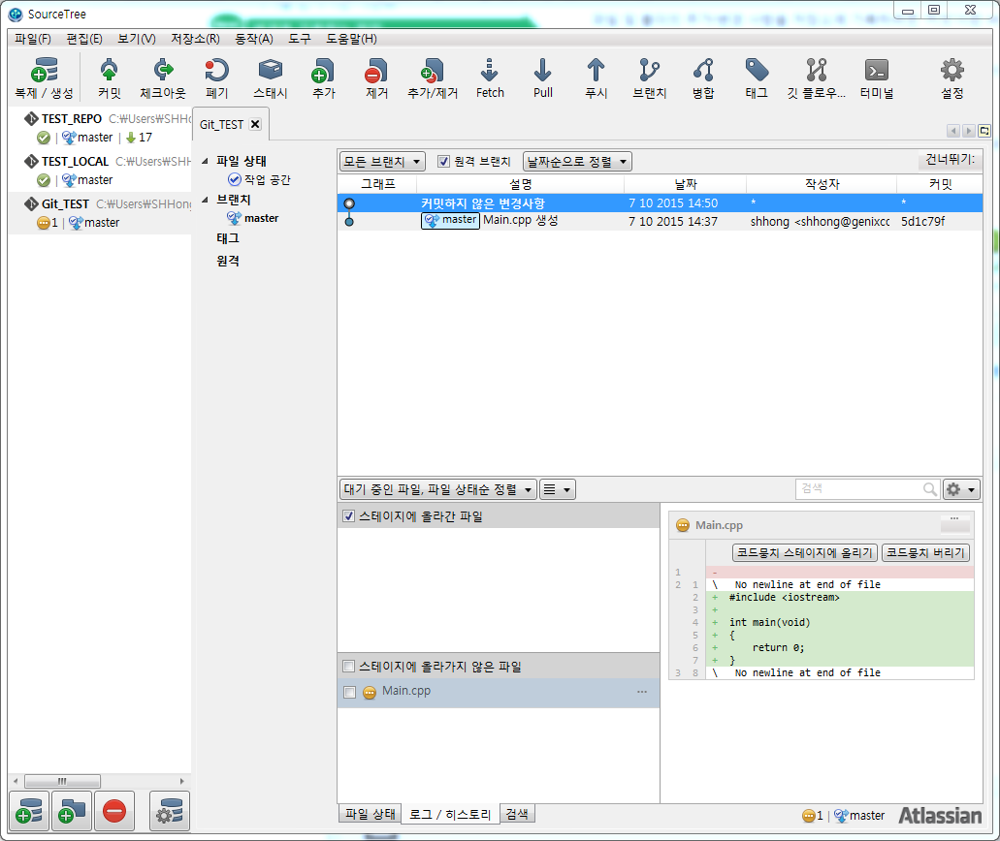 SourceTree
파일(F) 편집(E) 보기(V) 저장소(R) 동작(A) 도구 도움말(H)
복제 / 생성 커밋 체크아웃 폐기 스태시 추가 제거 추가/제거 Fetch Pull 푸시 브랜치 병합 태그 깃 플로우... 터미널 설정
TEST_REPO C:₩Users₩SHHo
master | 17
TEST_LOCAL C:₩Users₩SHH
master
Git_TEST C:₩Users₩SHHong
1 | master
Git_TEST
파일 상태
작업 공간
브랜치
master
태그
원격
모든 브랜치 원격 브랜치 날짜순으로 정렬 건너뛰기:
그래프 설명 날짜 작성자 커밋
커밋하지 않은 변경사항 7 10 2015 14:50 * *
master Main.cpp 생성 7 10 2015 14:37 shhong <shhong@genixcc 5d1c79f
대기 중인 파일, 파일 상태순 정렬 검색
스테이지에 올라간 파일
스테이지에 올라가지 않은 파일
Main.cpp ...
Main.cpp ...
코드뭉치 스테이지에 올리기 코드뭉치 버리기
1 -
2 1 \ No newline at end of file
2 + #include <iostream>
3 +
4 + int main(void)
5 + {
6 + return 0;
7 + }
3 8 \ No newline at end of file
파일 상태 로그 / 히스토리 검색
1 | master Atlassian